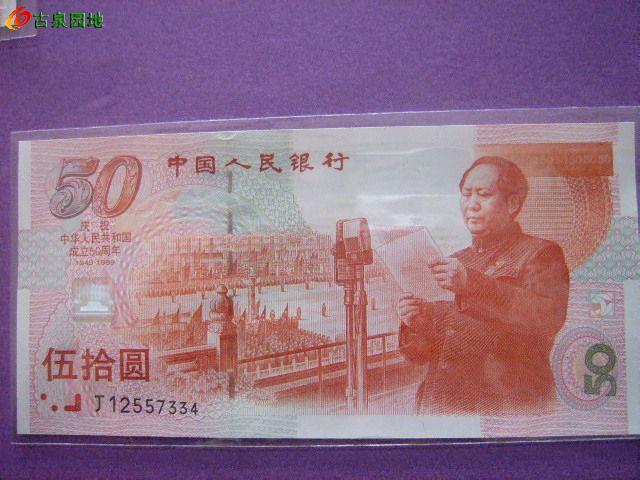 古泉园地
50
中国人民银行
庆祝
中华人民共和国
成立50周年
1949-1999
伍拾圆
J12557334
50